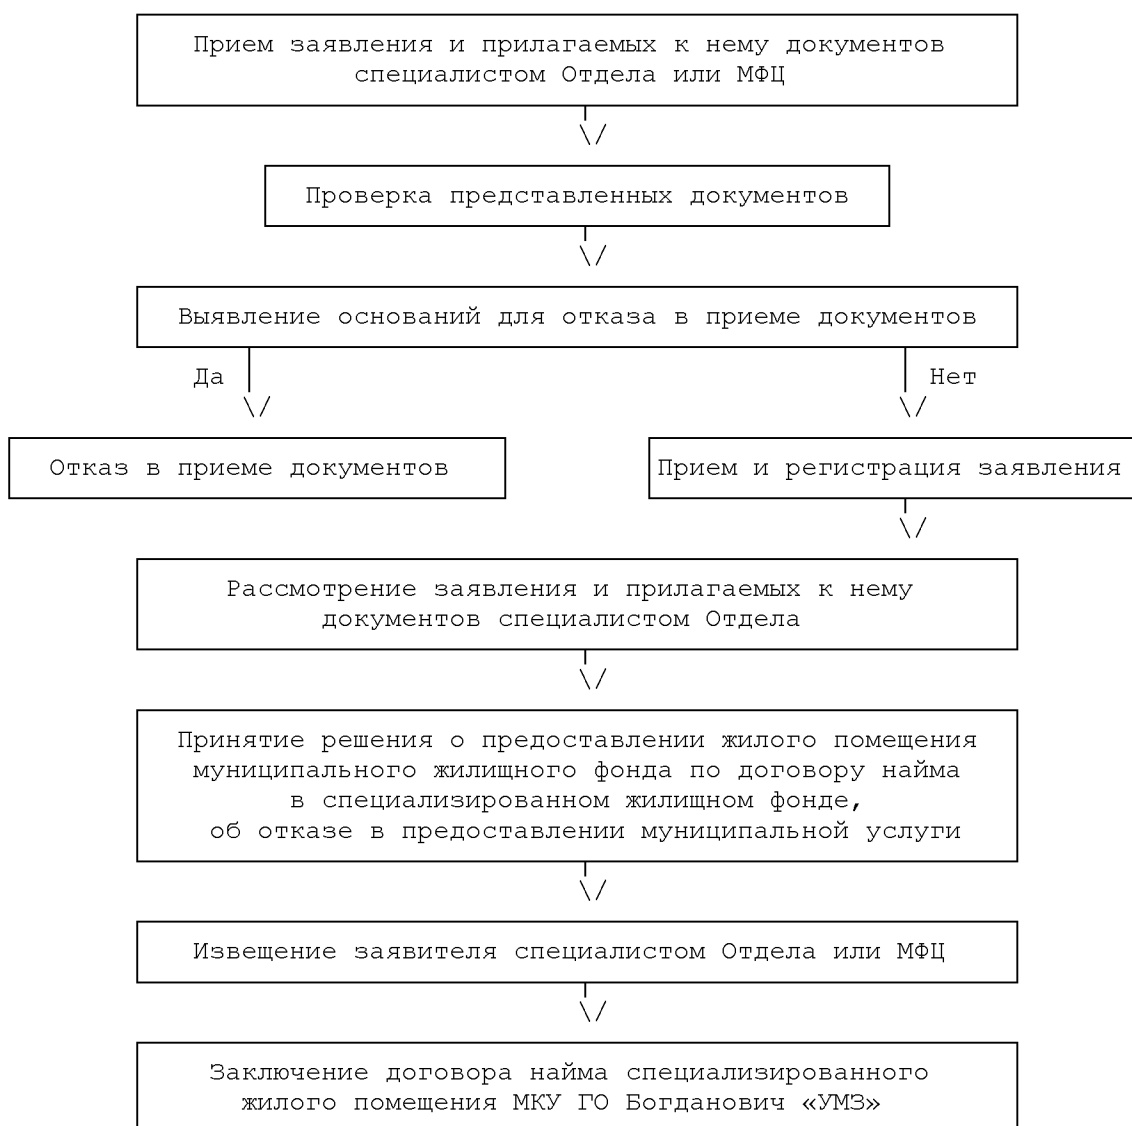 Прием заявления и прилагаемых к нему документов
специалистом Отдела или МФЦ
Проверка представленных документов
Выявление оснований для отказа в приеме документов
Да
Нет
Отказ в приеме документов
Прием и регистрация заявления
Рассмотрение заявления и прилагаемых к нему
документов специалистом Отдела
Принятие решения о предоставлении жилого помещения
муниципального жилищного фонда по договору найма
в специализированном жилищном фонде,
об отказе в предоставлении муниципальной услуги
Извещение заявителя специалистом Отдела или МФЦ
Заключение договора найма специализированного
жилого помещения МКУ ГО Богданович «УМЗ»